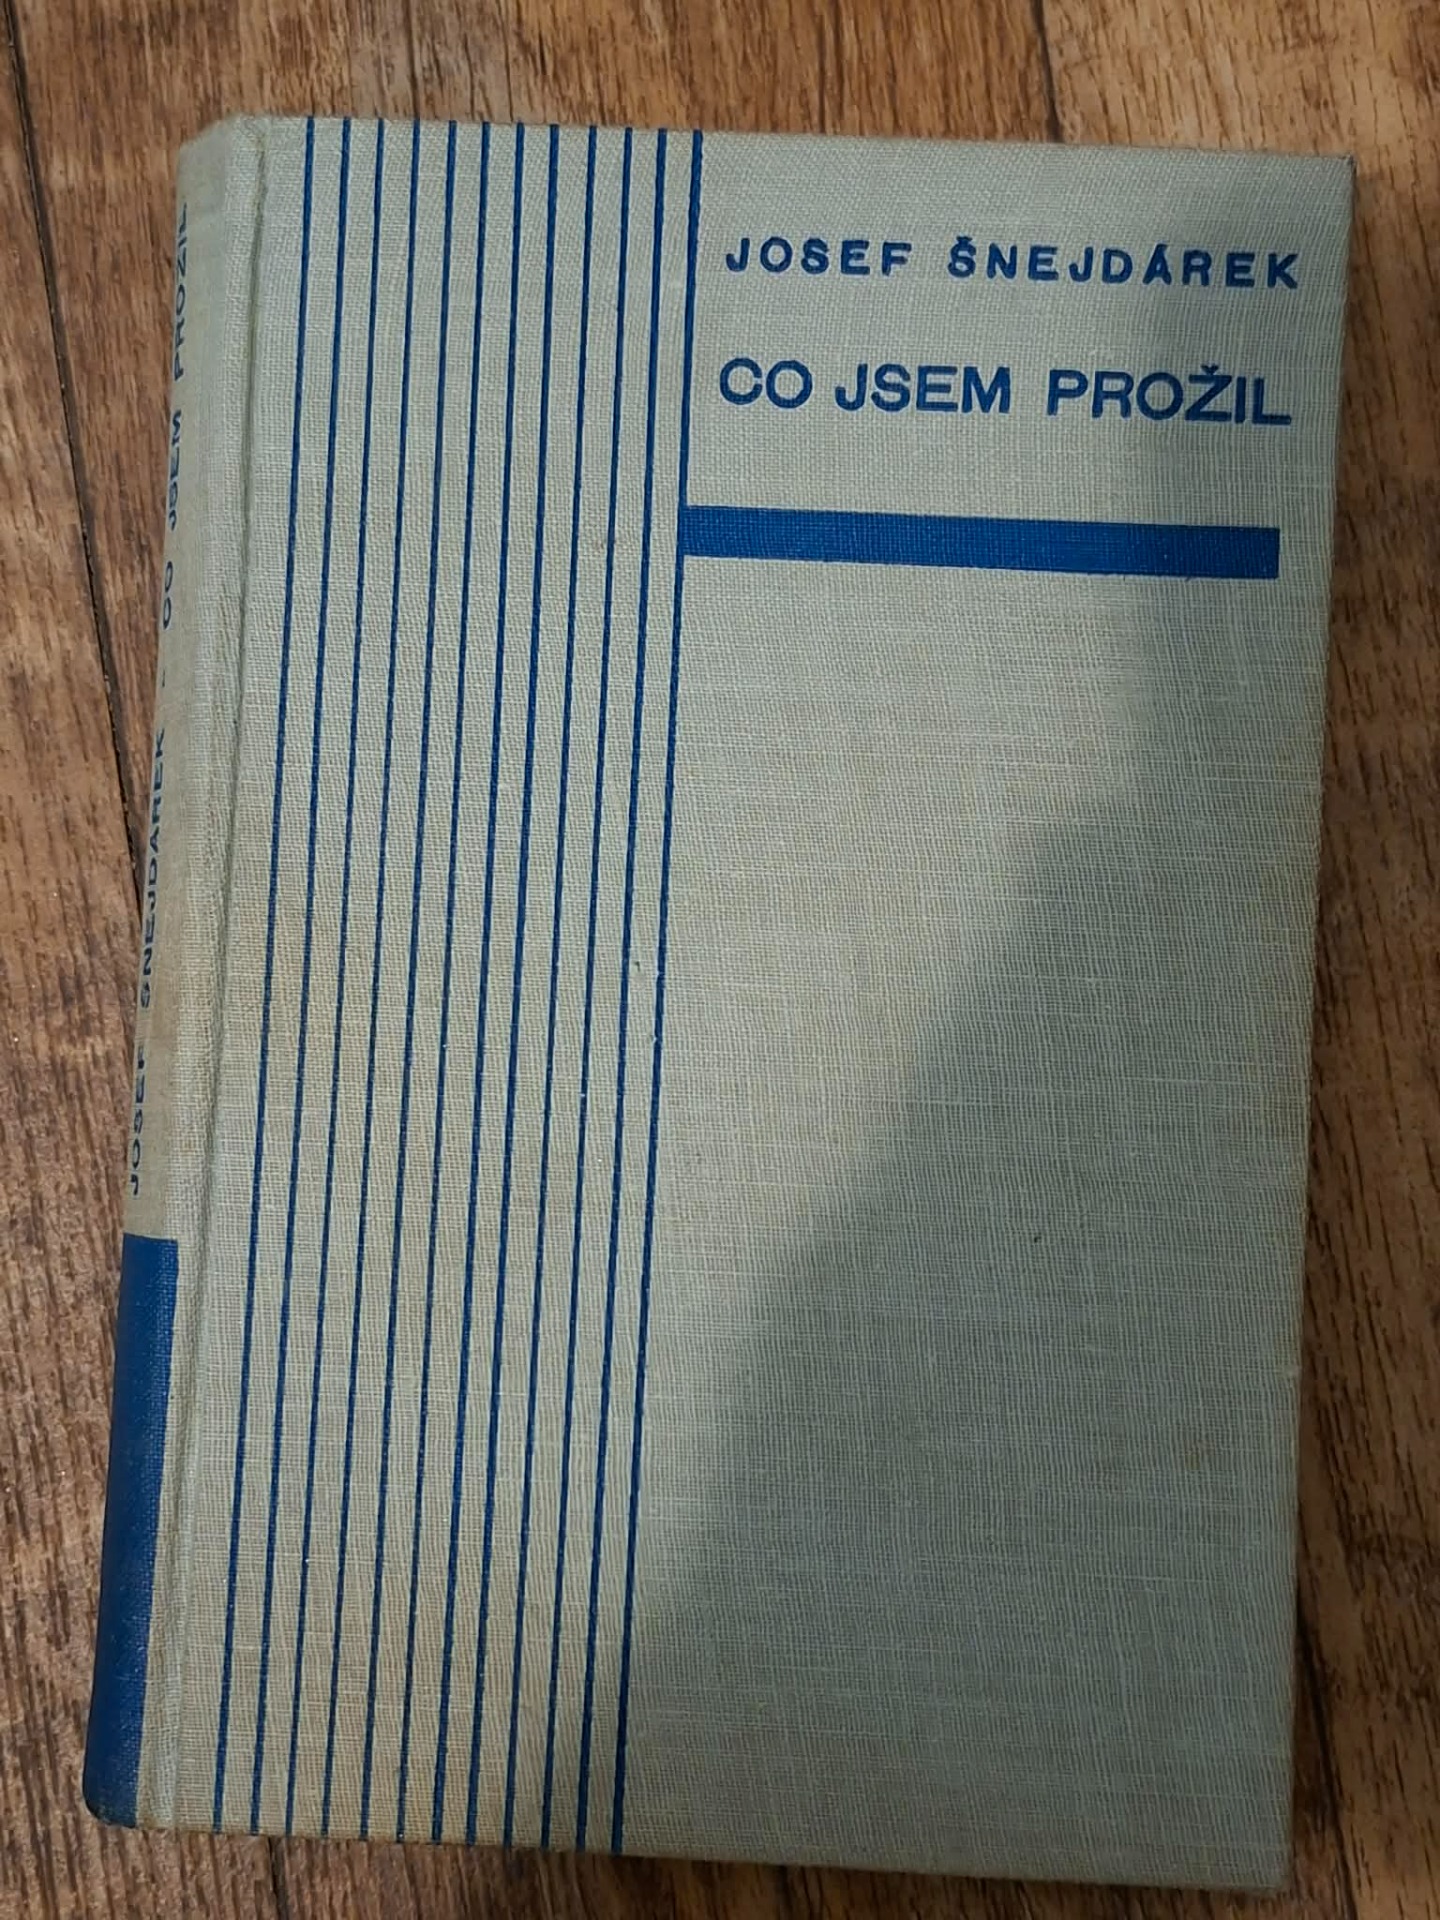 JOSEF ŠNEJDÁREK
CO JSEM PROŽIL
JOSEF ŠNEJDÁREK - CO JSEM PROŽIL